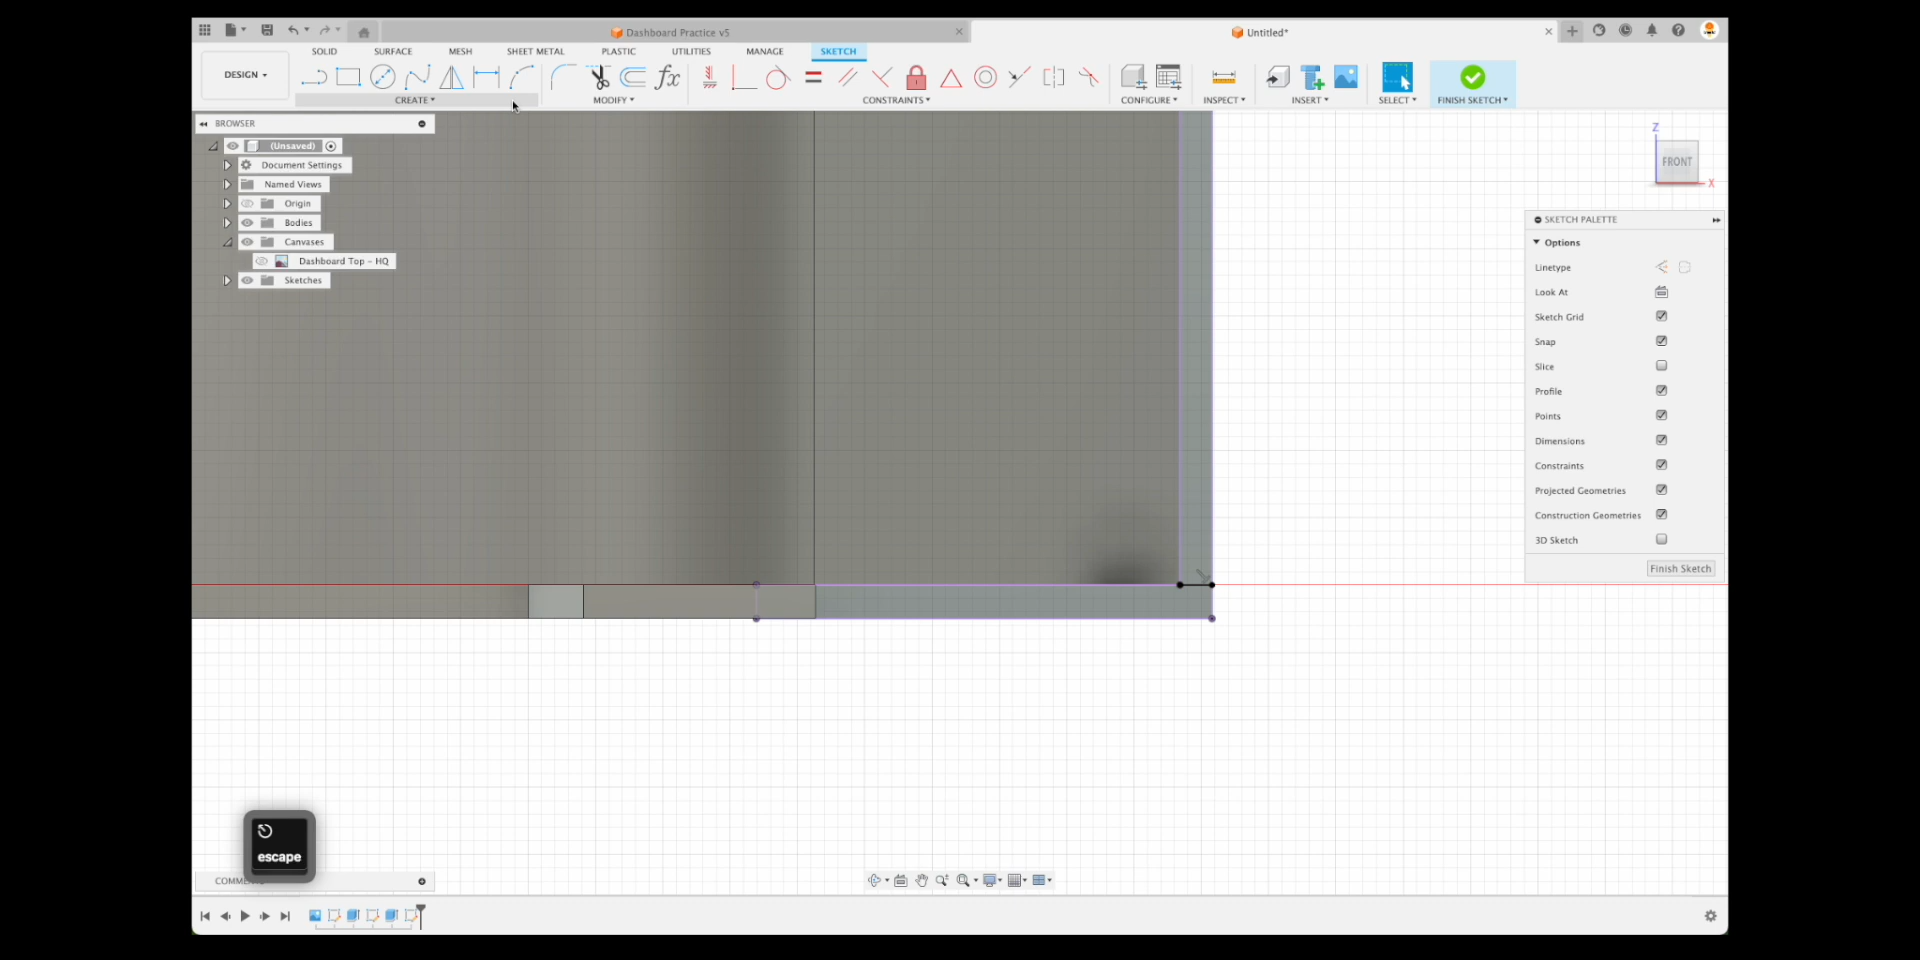 Dashboard Practice v5
Untitled*
SOLID SURFACE MESH SHEET METAL PLASTIC UTILITIES MANAGE SKETCH
DESIGN
fx
CREATE MODIFY CONSTRAINTS CONFIGURE INSPECT INSERT SELECT FINISH SKETCH
BROWSER
(Unsaved)
Document Settings
Named Views
Origin
Bodies
Canvases
Dashboard Top - HQ
Sketches
Z
FRONT
X
SKETCH PALETTE
Options
Linetype
Look At
Sketch Grid
Snap
Slice
Profile
Points
Dimensions
Constraints
Projected Geometries
Construction Geometries
3D Sketch
Finish Sketch
escape